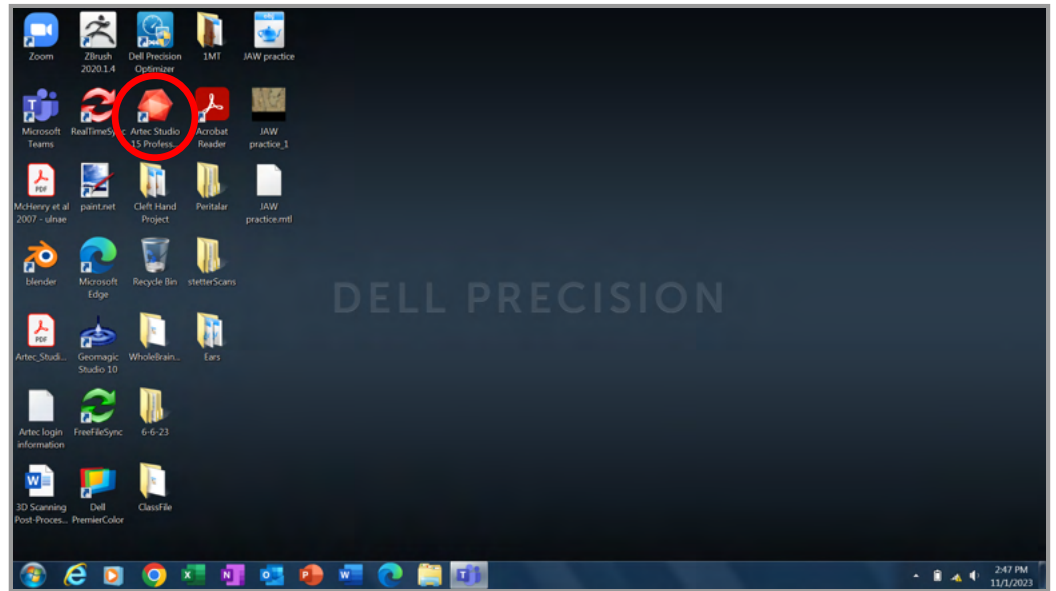 Zoom
ZBrush
2020.1.4
Dell Precision
Optimizer
1MT
JAW practice
Microsoft
Teams
RealTimeSync
Artec Studio
15 Profess...
Acrobat
Reader
JAW
practice_1
PDF
McHenry et al
2007 - ulnae
paint.net
Cleft Hand
Project
Peritalar
JAW
practice.mtl
blender
Microsoft
Edge
Recycle Bin
stetterScans
DELL PRECISION
PDF
Artec_Studi...
Geomagic
Studio 10
WholeBrain...
Ears
Artec login
information
FreeFileSync
6-6-23
3D Scanning
Post-Proces...
Dell
PremierColor
ClassFile
2:47 PM
11/1/2023